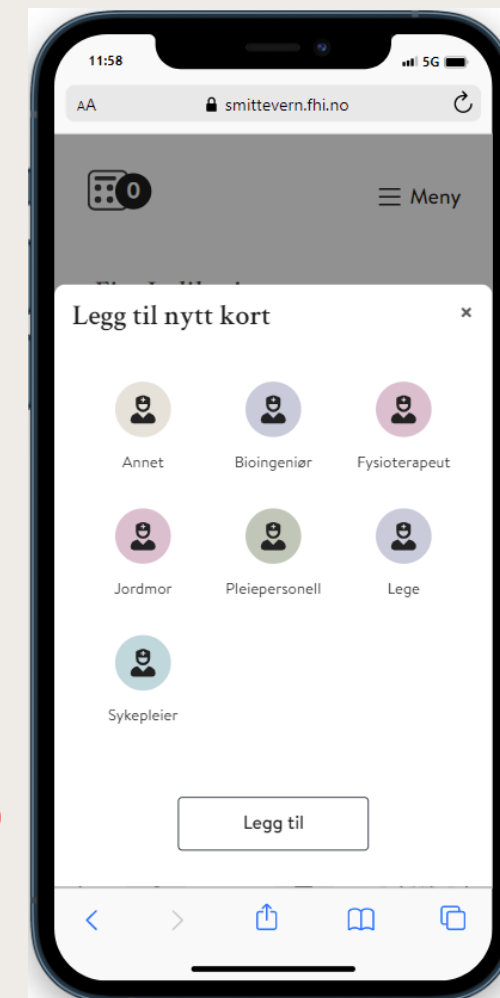 11:58
5G
AA smittevern.fhi.no
0
Meny
Legg til nytt kort
×
Annet Bioingeniør Fysioterapeut
Jordmor Pleiepersonell Lege
Sykepleier
Legg til